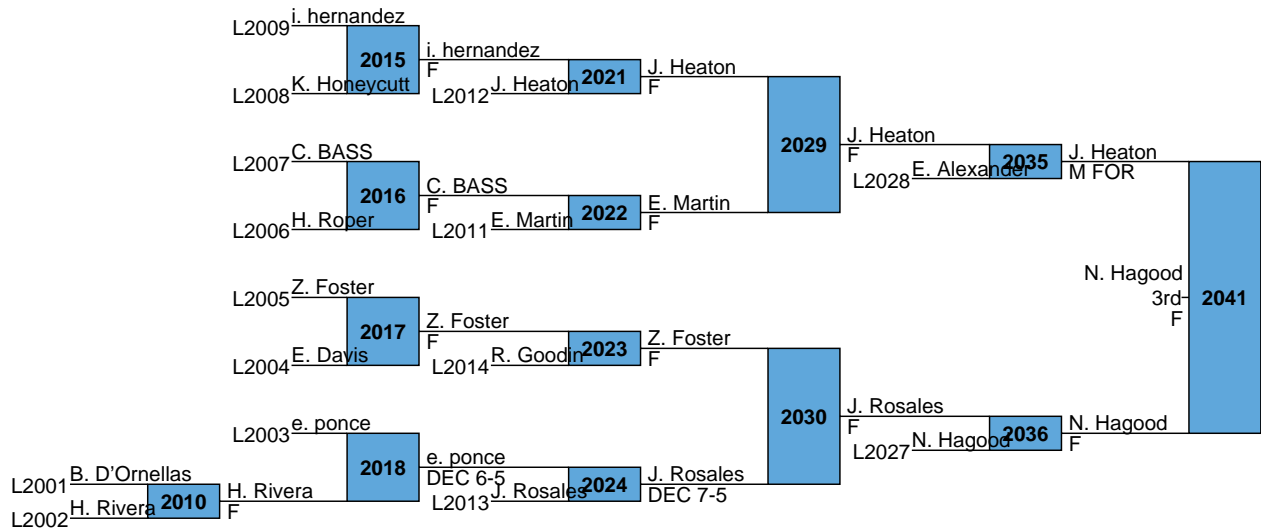 i. hernandez
L2009
2015
i. hernandez
F
K. Honeycutt
L2008
L2012
J. Heaton
2021
J. Heaton
F
2029
J. Heaton
F
C. BASS
L2007
2016
C. BASS
F
H. Roper
L2006
L2011
E. Martin
2022
E. Martin
F
L2028
E. Alexander
2035
J. Heaton
M FOR
Z. Foster
L2005
2017
Z. Foster
F
E. Davis
L2004
L2014
R. Goodin
2023
Z. Foster
F
N. Hagood
3rd
F
2041
2030
J. Rosales
F
e. ponce
L2003
2018
e. ponce
DEC 6-5
L2013
J. Rosales
2024
J. Rosales
DEC 7-5
L2027
N. Hagood
2036
N. Hagood
F
B. D'Ornellas
L2001
2010
H. Rivera
F
H. Rivera
L2002